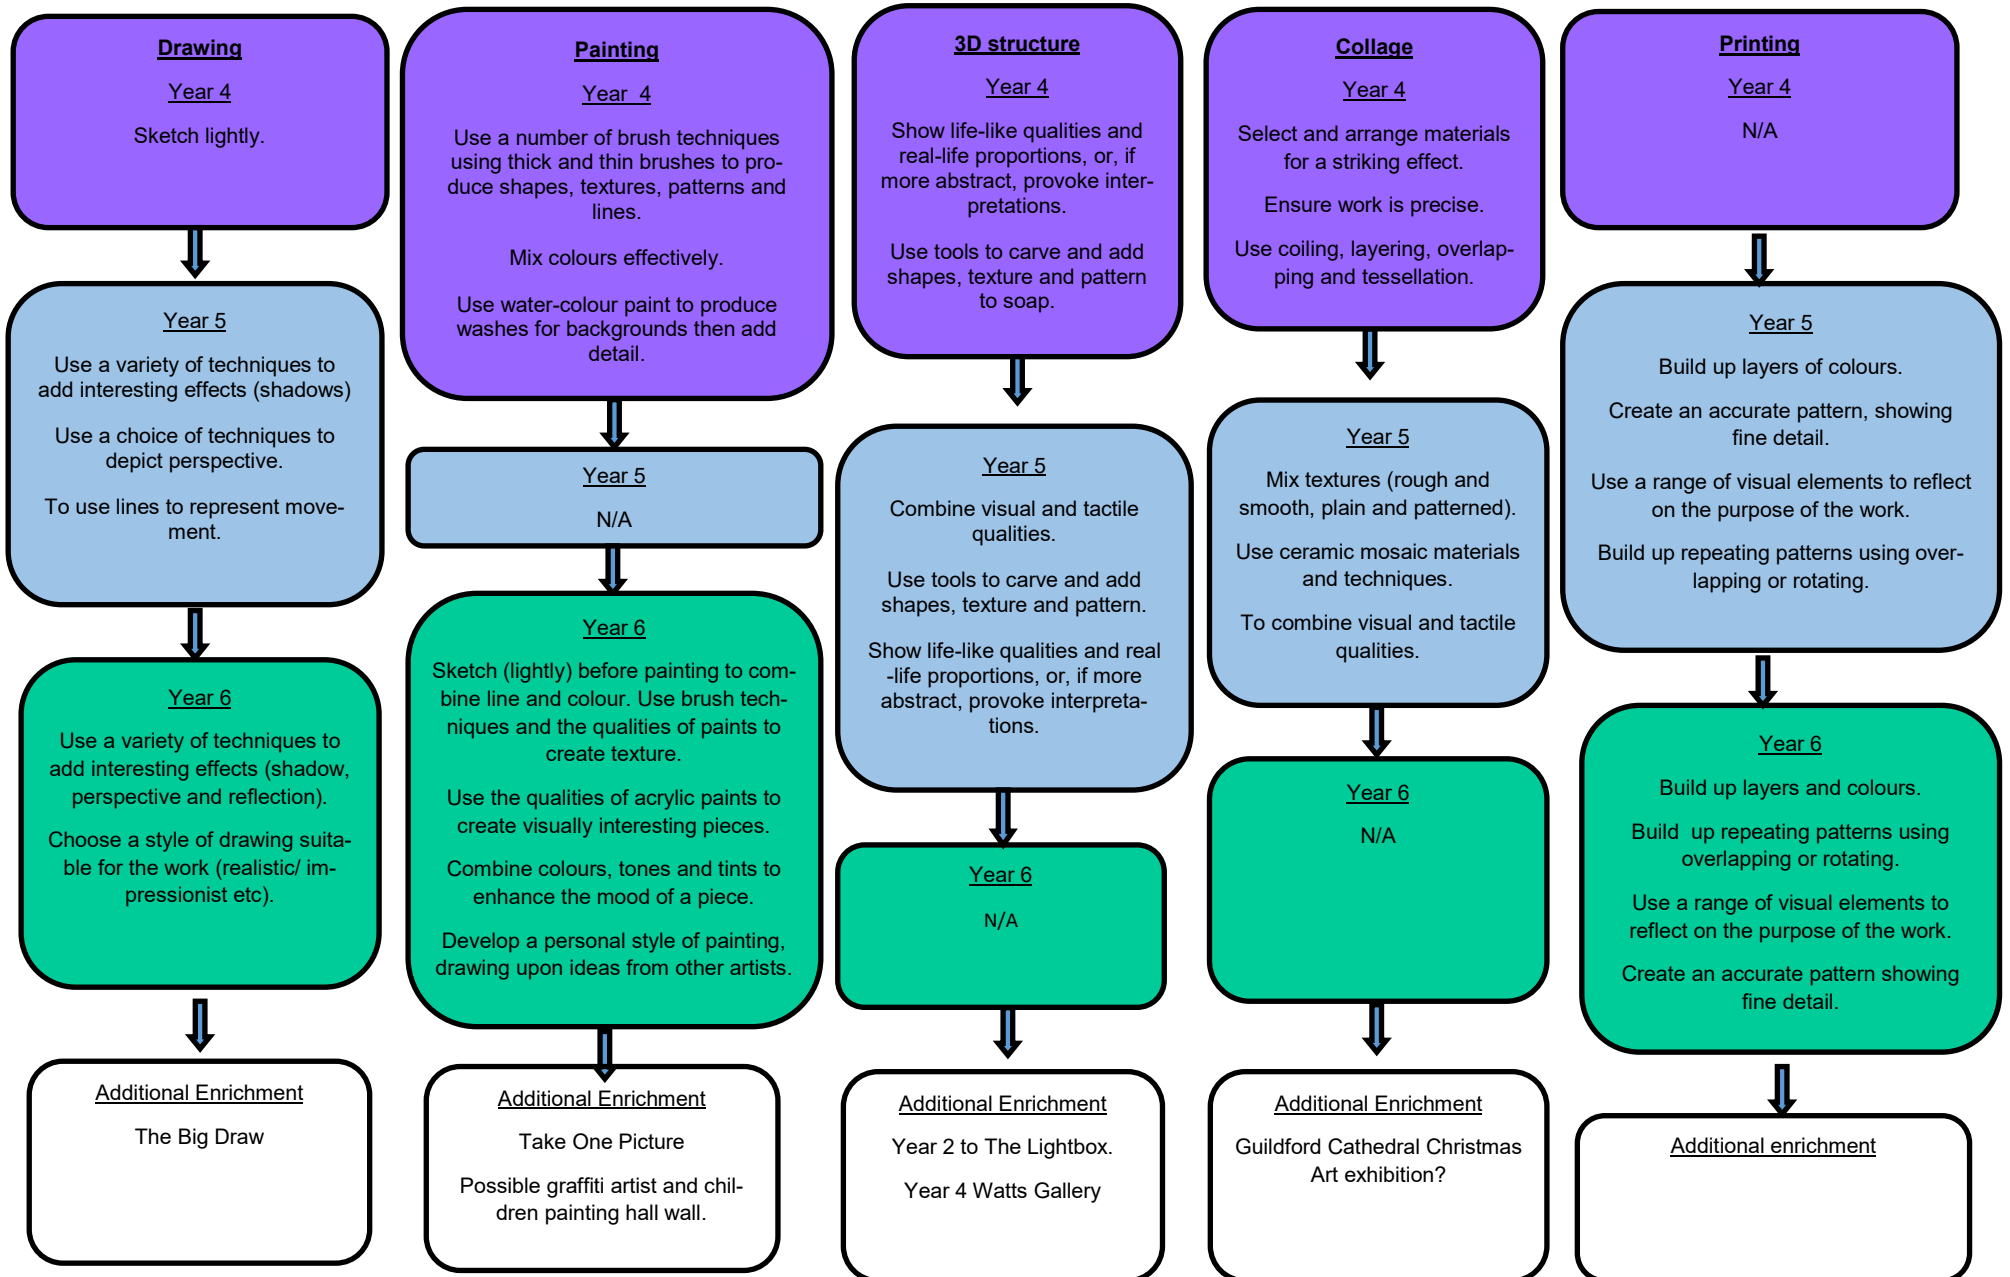 Drawing
Year 4
Sketch lightly.
Year 5
Use a variety of techniques to
add interesting effects (shadows)
Use a choice of techniques to
depict perspective.
To use lines to represent move-
ment.
Year 6
Use a variety of techniques to
add interesting effects (shadow,
perspective and reflection).
Choose a style of drawing suita-
ble for the work (realistic/ im-
pressionist etc).
Additional Enrichment
The Big Draw
Painting
Year  4
Use a number of brush techniques
using thick and thin brushes to pro-
duce shapes, textures, patterns and
lines.
Mix colours effectively.
Use water-colour paint to produce
washes for backgrounds then add
detail.
Year 5
N/A
Year 6
Sketch (lightly) before painting to com-
bine line and colour. Use brush tech-
niques and the qualities of paints to
create texture.
Use the qualities of acrylic paints to
create visually interesting pieces.
Combine colours, tones and tints to
enhance the mood of a piece.
Develop a personal style of painting,
drawing upon ideas from other artists.
Additional Enrichment
Take One Picture
Possible graffiti artist and chil-
dren painting hall wall.
3D structure
Year 4
Show life-like qualities and
real-life proportions, or, if
more abstract, provoke inter-
pretations.
Use tools to carve and add
shapes, texture and pattern
to soap.
Year 5
Combine visual and tactile
qualities.
Use tools to carve and add
shapes, texture and pattern.
Show life-like qualities and real
-life proportions, or, if more
abstract, provoke interpreta-
tions.
Year 6
N/A
Additional Enrichment
Year 2 to The Lightbox.
Year 4 Watts Gallery
Collage
Year 4
Select and arrange materials
for a striking effect.
Ensure work is precise.
Use coiling, layering, overlap-
ping and tessellation.
Year 5
Mix textures (rough and
smooth, plain and patterned).
Use ceramic mosaic materials
and techniques.
To combine visual and tactile
qualities.
Year 6
N/A
Additional Enrichment
Guildford Cathedral Christmas
Art exhibition?
Printing
Year 4
N/A
Year 5
Build up layers of colours.
Create an accurate pattern, showing
fine detail.
Use a range of visual elements to reflect
on the purpose of the work.
Build up repeating patterns using over-
lapping or rotating.
Year 6
Build up layers and colours.
Build  up repeating patterns using
overlapping or rotating.
Use a range of visual elements to
reflect on the purpose of the work.
Create an accurate pattern showing
fine detail.
Additional enrichment